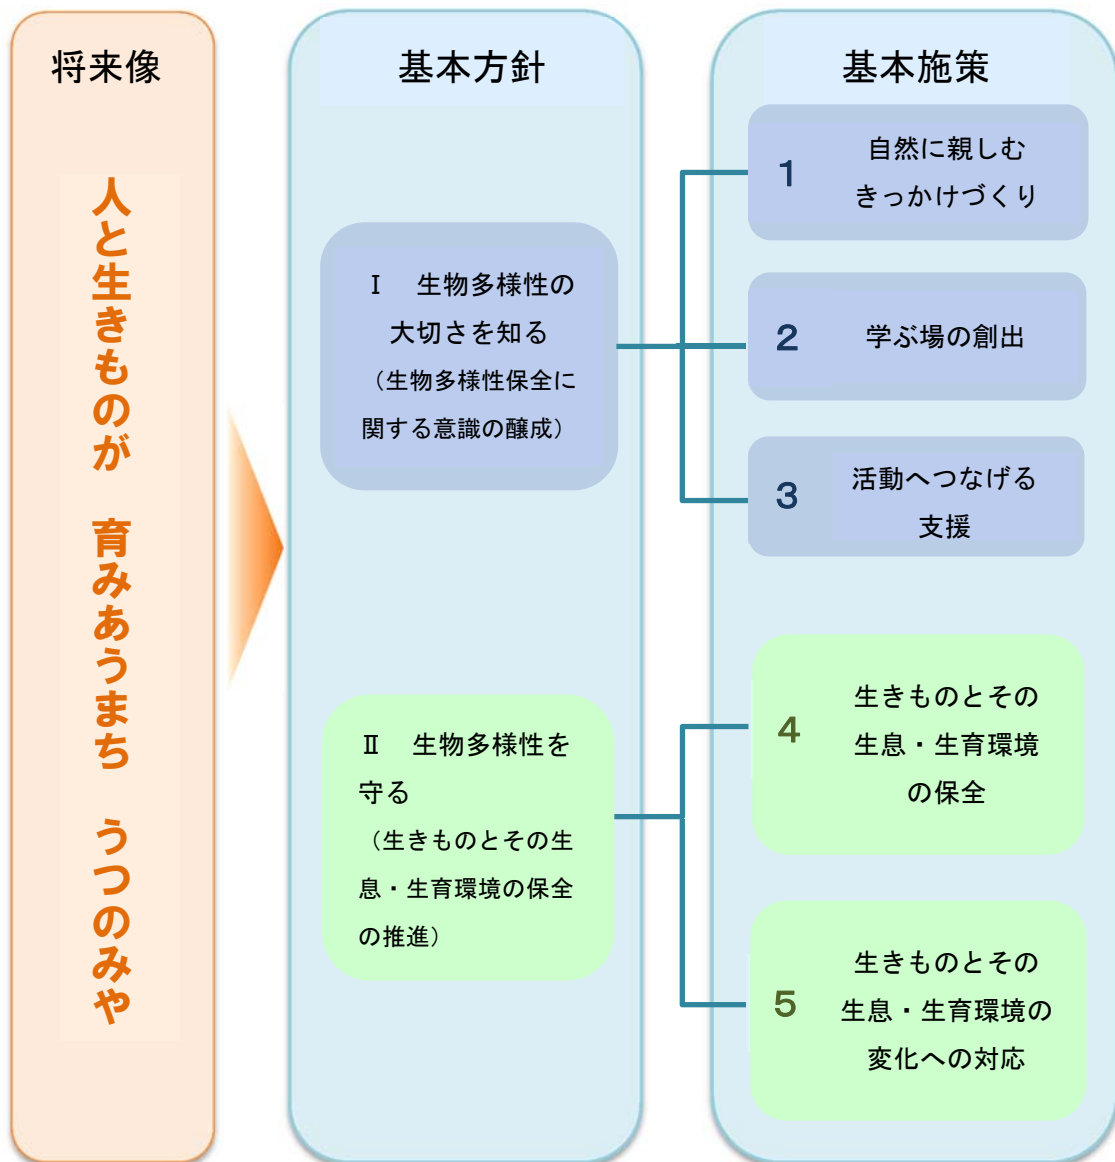 将来像
人と生きものが　育みあうまち　うつのみや
基本方針
Ⅰ　生物多様性の
大切さを知る
（生物多様性保全に
関する意識の醸成）
Ⅱ　生物多様性を
守る
（生きものとその生
息・生育環境の保全
の推進）
基本施策
1
自然に親しむ
きっかけづくり
2
学ぶ場の創出
3
活動へつなげる
支援
4
生きものとその
生息・生育環境
の保全
5
生きものとその
生息・生育環境の
変化への対応